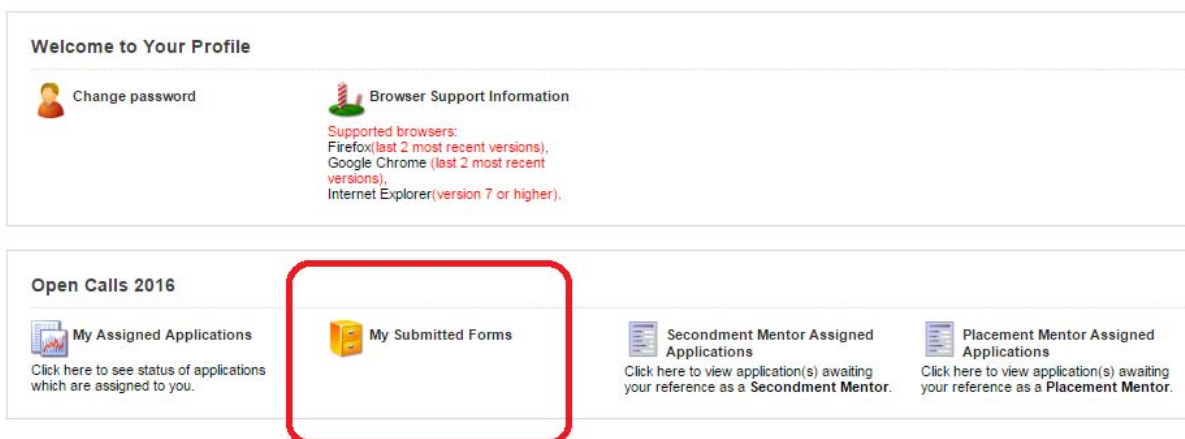 Welcome to Your Profile
Change password
Browser Support Information
Supported browsers:
Firefox(last 2 most recent versions),
Google Chrome (last 2 most recent
versions),
Internet Explorer(version 7 or higher).
Open Calls 2016
My Assigned Applications
Click here to see status of applications
which are assigned to you.
My Submitted Forms
Secondment Mentor Assigned
Applications
Click here to view application(s) awaiting
your reference as a Secondment Mentor.
Placement Mentor Assigned
Applications
Click here to view application(s) awaiting
your reference as a Placement Mentor.